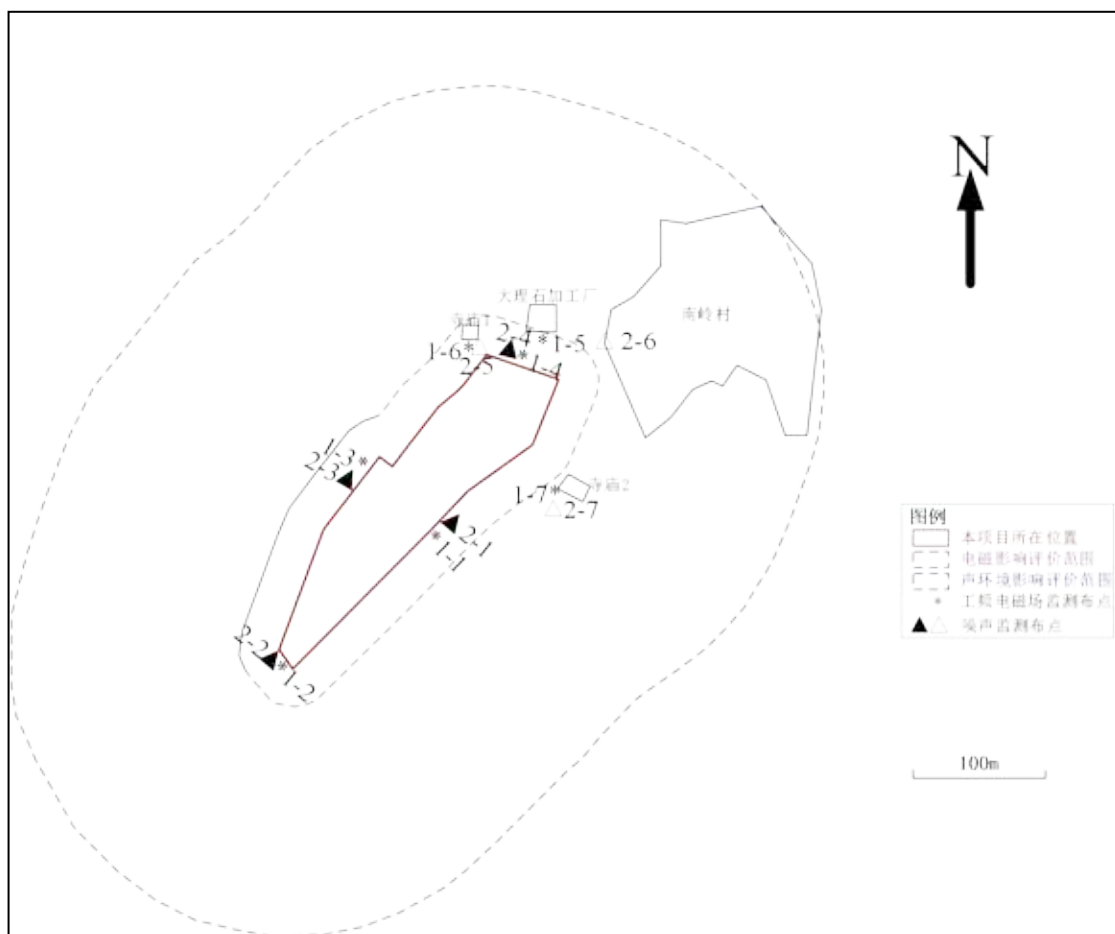 N
大理石加工厂
寺庙1
南岭村
2-4
1-5
2-6
1-6
2-5
1-4
1-3
2-3
寺庙2
1-7
2-7
2-1
1-1
2-2
1-2
图例
本项目所在位置
电磁影响评价范围
声环境影响评价范围
工频电磁场监测布点
噪声监测布点
100m